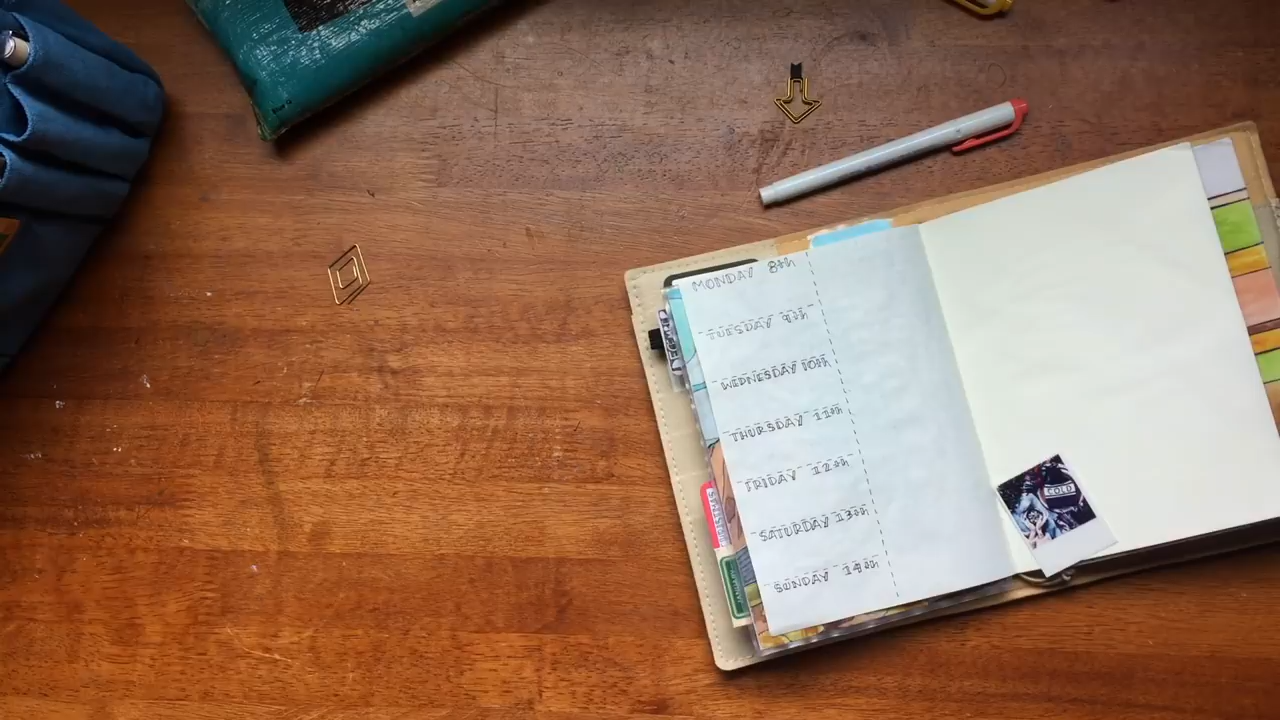 MONDAY 8th
TUESDAY 9th
WEDNESDAY 10th
THURSDAY 11th
FRIDAY 12th
SATURDAY 13th
SUNDAY 14th
COLD